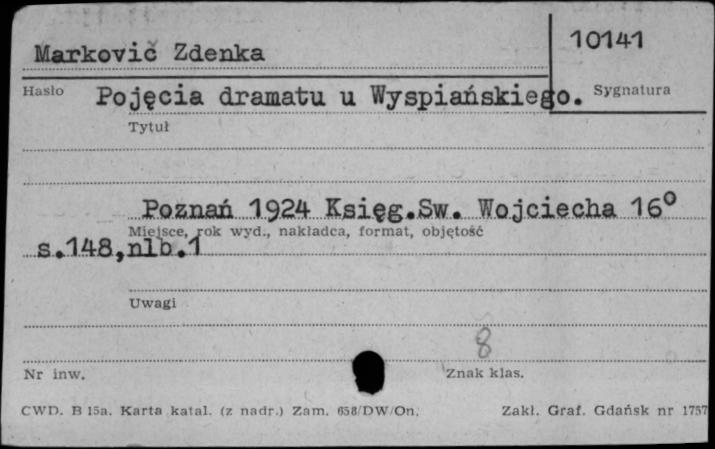 Marković Zdenka
10141
Hasło
Pojęcia dramatu u Wyspiańskiego.
Sygnatura
Tytuł
Poznań 1924 Księg.Sw. Wojciecha 16°
Miejsce, rok wyd., nakładca, format, objętość
s.148,nlb.1
Uwagi
8
Nr inw.
Znak klas.
CWD. B 15a. Karta katal. (z nadr.) Zam. 658/DW/On.
Zakł. Graf. Gdańsk nr 1757